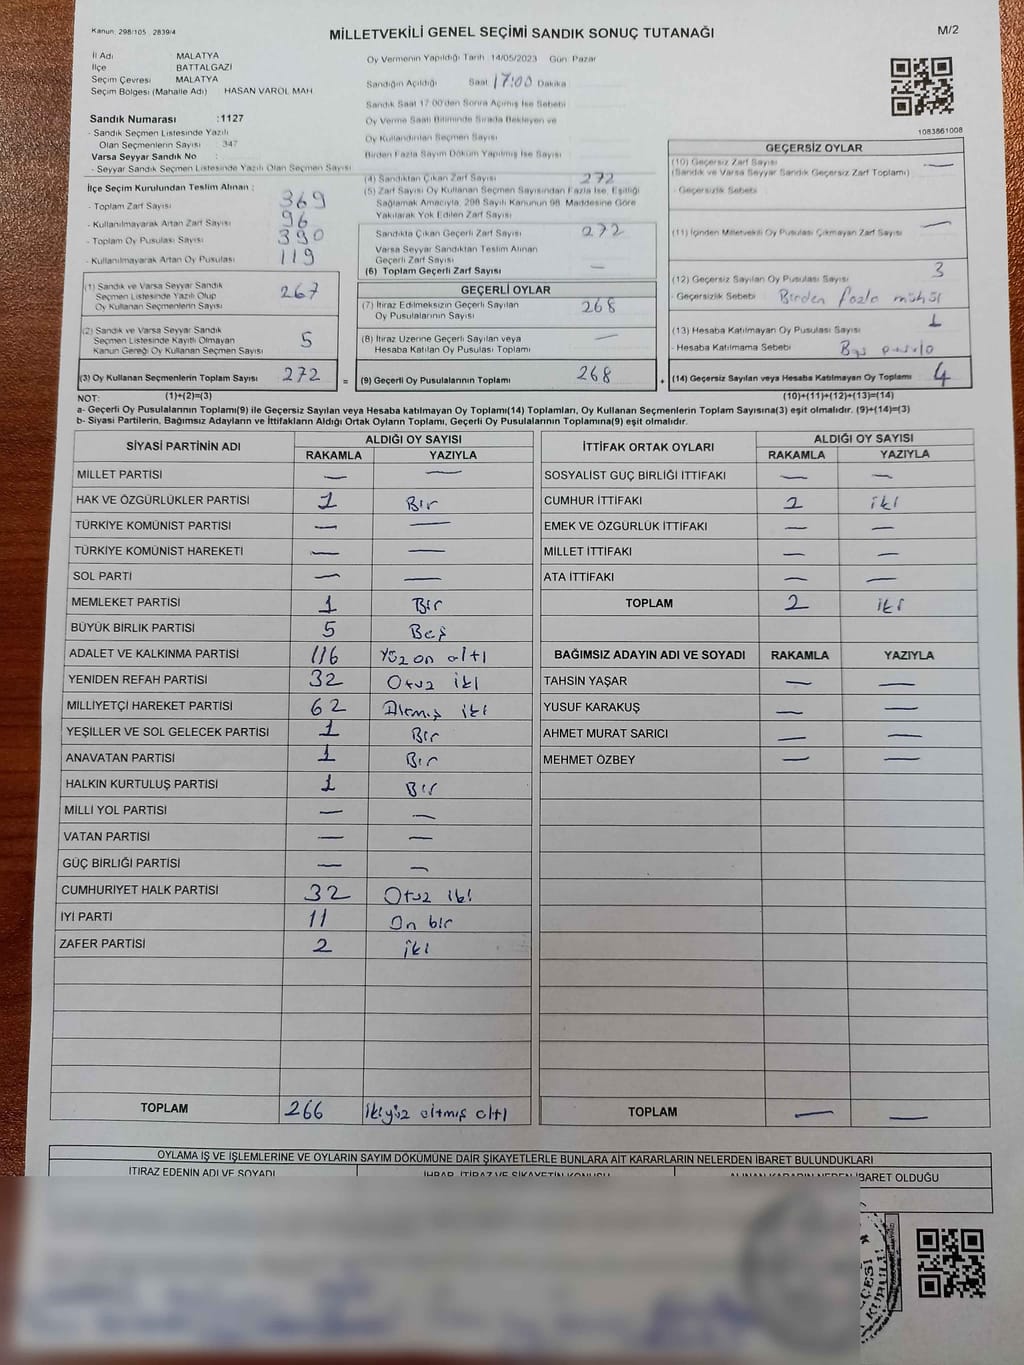 Kanun 298/105 2839/4
MİLLETVEKİLİ GENEL SEÇİMİ SANDIK SONUÇ TUTANAĞI
M/2
İl Adı MALATYA
İlçe BATTALGAZİ
Seçim Çevresi MALATYA
Seçim Bölgesi (Mahalle Adı) HASAN VAROL MAH
Sandık Numarası :1127
- Sandık Seçmen Listesinde Yazılı
Olan Seçmenlerin Sayısı 347
Varsa Seyyar Sandık No :
- Seyyar Sandık Seçmen Listesinde Yazılı Olan Seçmen Sayısı
İlçe Seçim Kurulundan Teslim Alınan :
- Toplam Zarf Sayısı 369
- Kullanılmayarak Artan Zarf Sayısı 96
- Toplam Oy Pusulası Sayısı 390
- Kullanılmayarak Artan Oy Pusulası 119
(1) Sandık ve Varsa Seyyar Sandık
Seçmen Listesinde Yazılı Olup
Oy Kullanan Seçmenlerin Sayısı 267
(2) Sandık ve Varsa Seyyar Sandık
Seçmen Listesinde Kayıtlı Olmayan
Kanun Gereği Oy Kullanan Seçmen Sayısı 5
(3) Oy Kullanan Seçmenlerin Toplam Sayısı 272 =
Oy Vermenin Yapıldığı Tarih 14/05/2023 Gün Pazar
Sandığın Açıldığı Saat 17:00 Dakika
Sandık Saat 17:00'den Sonra Açılmış İse Sebebi
Oy Verme Saati Bitiminde Sırada Bekleyen ve
Oy Kullandırılan Seçmen Sayısı
Birden Fazla Sayım Döküm Yapılmış İse Sayısı
(4) Sandıktan Çıkan Zarf Sayısı 272
(5) Zarf Sayısı Oy Kullanan Seçmen Sayısından Fazla İse, Eşitliği
Sağlamak Amacıyla, 298 Sayılı Kanunun 98. Maddesine Göre
Yakılarak Yok Edilen Zarf Sayısı
Sandıkta Çıkan Geçerli Zarf Sayısı 272
Varsa Seyyar Sandıktan Teslim Alınan
Geçerli Zarf Sayısı
(6) Toplam Geçerli Zarf Sayısı —
GEÇERLİ OYLAR
(7) İtiraz Edilmeksizin Geçerli Sayılan
Oy Pusulalarının Sayısı 268
(8) İtiraz Üzerine Geçerli Sayılan veya
Hesaba Katılan Oy Pusulası Toplamı —
(9) Geçerli Oy Pusulalarının Toplamı 268 +
1083861008
GEÇERSİZ OYLAR
(10) Geçersiz Zarf Sayısı —
(Sandık ve Varsa Seyyar Sandık Geçersiz Zarf Toplamı)
- Geçersizlik Sebebi
(11) İçinden Milletvekili Oy Pusulası Çıkmayan Zarf Sayısı —
(12) Geçersiz Sayılan Oy Pusulası Sayısı 3
- Geçersizlik Sebebi Birden fazla mühür
(13) Hesaba Katılmayan Oy Pusulası Sayısı 1
- Hesaba Katılmama Sebebi Boş pusula
(14) Geçersiz Sayılan veya Hesaba Katılmayan Oy Toplamı 4
NOT: (1)+(2)=(3) (10)+(11)+(12)+(13)=(14)
a- Geçerli Oy Pusulalarının Toplamı(9) ile Geçersiz Sayılan veya Hesaba katılmayan Oy Toplamı(14) Toplamları, Oy Kullanan Seçmenlerin Toplam Sayısına(3) eşit olmalıdır. (9)+(14)=(3)
b- Siyasi Partilerin, Bağımsız Adayların ve İttifakların Aldığı Ortak Oyların Toplamı, Geçerli Oy Pusulalarının Toplamına(9) eşit olmalıdır.
SİYASİ PARTİNİN ADI ALDIĞI OY SAYISI
RAKAMLA YAZIYLA
MİLLET PARTİSİ — —
HAK VE ÖZGÜRLÜKLER PARTİSİ 1 Bir
TÜRKİYE KOMÜNİST PARTİSİ — —
TÜRKİYE KOMÜNİST HAREKETİ — —
SOL PARTİ — —
MEMLEKET PARTİSİ 1 Bir
BÜYÜK BİRLİK PARTİSİ 5 Beş
ADALET VE KALKINMA PARTİSİ 116 Yüz on altı
YENİDEN REFAH PARTİSİ 32 Otuz iki
MİLLİYETÇİ HAREKET PARTİSİ 62 Altmış iki
YEŞİLLER VE SOL GELECEK PARTİSİ 1 Bir
ANAVATAN PARTİSİ 1 Bir
HALKIN KURTULUŞ PARTİSİ 1 Bir
MİLLİ YOL PARTİSİ — —
VATAN PARTİSİ — —
GÜÇ BİRLİĞİ PARTİSİ — —
CUMHURİYET HALK PARTİSİ 32 Otuz iki
İYİ PARTİ 11 On bir
ZAFER PARTİSİ 2 iki
TOPLAM 266 ikiyüz altmış altı
İTTİFAK ORTAK OYLARI ALDIĞI OY SAYISI
RAKAMLA YAZIYLA
SOSYALİST GÜÇ BİRLİĞİ İTTİFAKI — —
CUMHUR İTTİFAKI 2 iki
EMEK VE ÖZGÜRLÜK İTTİFAKI — —
MİLLET İTTİFAKI — —
ATA İTTİFAKI — —
TOPLAM 2 iki
BAĞIMSIZ ADAYIN ADI VE SOYADI RAKAMLA YAZIYLA
TAHSİN YAŞAR — —
YUSUF KARAKUŞ — —
AHMET MURAT SARICI — —
MEHMET ÖZBEY — —
TOPLAM — —
OYLAMA İŞ VE İŞLEMLERİNE VE OYLARIN SAYIM DÖKÜMÜNE DAİR ŞİKAYETLERLE BUNLARA AİT KARARLARIN NELERDEN İBARET BULUNDUKLARI
İTİRAZ EDENİN ADI VE SOYADI İHBAR, İTİRAZ VE ŞİKAYETİN KONUSU ALINAN KARARIN NEDEN İBARET OLDUĞU